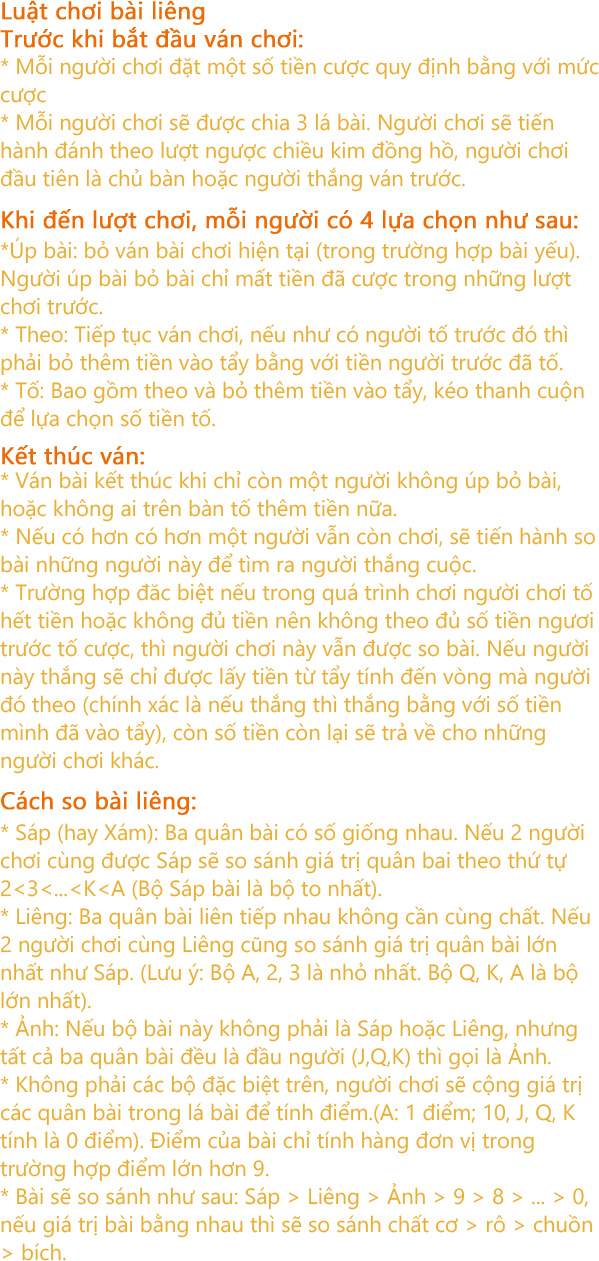 Luật chơi bài liêng
Trước khi bắt đầu ván chơi:
* Mỗi người chơi đặt một số tiền cược quy định bằng với mức
cược
* Mỗi người chơi sẽ được chia 3 lá bài. Người chơi sẽ tiến
hành đánh theo lượt ngược chiều kim đồng hồ, người chơi
đầu tiên là chủ bàn hoặc người thắng ván trước.
Khi đến lượt chơi, mỗi người có 4 lựa chọn như sau:
*Úp bài: bỏ ván bài chơi hiện tại (trong trường hợp bài yếu).
Người úp bài bỏ bài chỉ mất tiền đã cược trong những lượt
chơi trước.
* Theo: Tiếp tục ván chơi, nếu như có người tố trước đó thì
phải bỏ thêm tiền vào tẩy bằng với tiền người trước đã tố.
* Tố: Bao gồm theo và bỏ thêm tiền vào tẩy, kéo thanh cuộn
để lựa chọn số tiền tố.
Kết thúc ván:
* Ván bài kết thúc khi chỉ còn một người không úp bỏ bài,
hoặc không ai trên bàn tố thêm tiền nữa.
* Nếu có hơn có hơn một người vẫn còn chơi, sẽ tiến hành so
bài những người này để tìm ra người thắng cuộc.
* Trường hợp đăc biệt nếu trong quá trình chơi người chơi tố
hết tiền hoặc không đủ tiền nên không theo đủ số tiền ngươi
trước tố cược, thì người chơi này vẫn được so bài. Nếu người
này thắng sẽ chỉ được lấy tiền từ tẩy tính đến vòng mà người
đó theo (chính xác là nếu thắng thì thắng bằng với số tiền
mình đã vào tẩy), còn số tiền còn lại sẽ trả về cho những
người chơi khác.
Cách so bài liêng:
* Sáp (hay Xám): Ba quân bài có số giống nhau. Nếu 2 người
chơi cùng được Sáp sẽ so sánh giá trị quân bai theo thứ tự
2<3<...<K<A (Bộ Sáp bài là bộ to nhất).
* Liêng: Ba quân bài liên tiếp nhau không cần cùng chất. Nếu
2 người chơi cùng Liêng cũng so sánh giá trị quân bài lớn
nhất như Sáp. (Lưu ý: Bộ A, 2, 3 là nhỏ nhất. Bộ Q, K, A là bộ
lớn nhất).
* Ảnh: Nếu bộ bài này không phải là Sáp hoặc Liêng, nhưng
tất cả ba quân bài đều là đầu người (J,Q,K) thì gọi là Ảnh.
* Không phải các bộ đặc biệt trên, người chơi sẽ cộng giá trị
các quân bài trong lá bài để tính điểm.(A: 1 điểm; 10, J, Q, K
tính là 0 điểm). Điểm của bài chỉ tính hàng đơn vị trong
trường hợp điểm lớn hơn 9.
* Bài sẽ so sánh như sau: Sáp > Liêng > Ảnh > 9 > 8 > ... > 0,
nếu giá trị bài bằng nhau thì sẽ so sánh chất cơ > rô > chuồn
> bích.